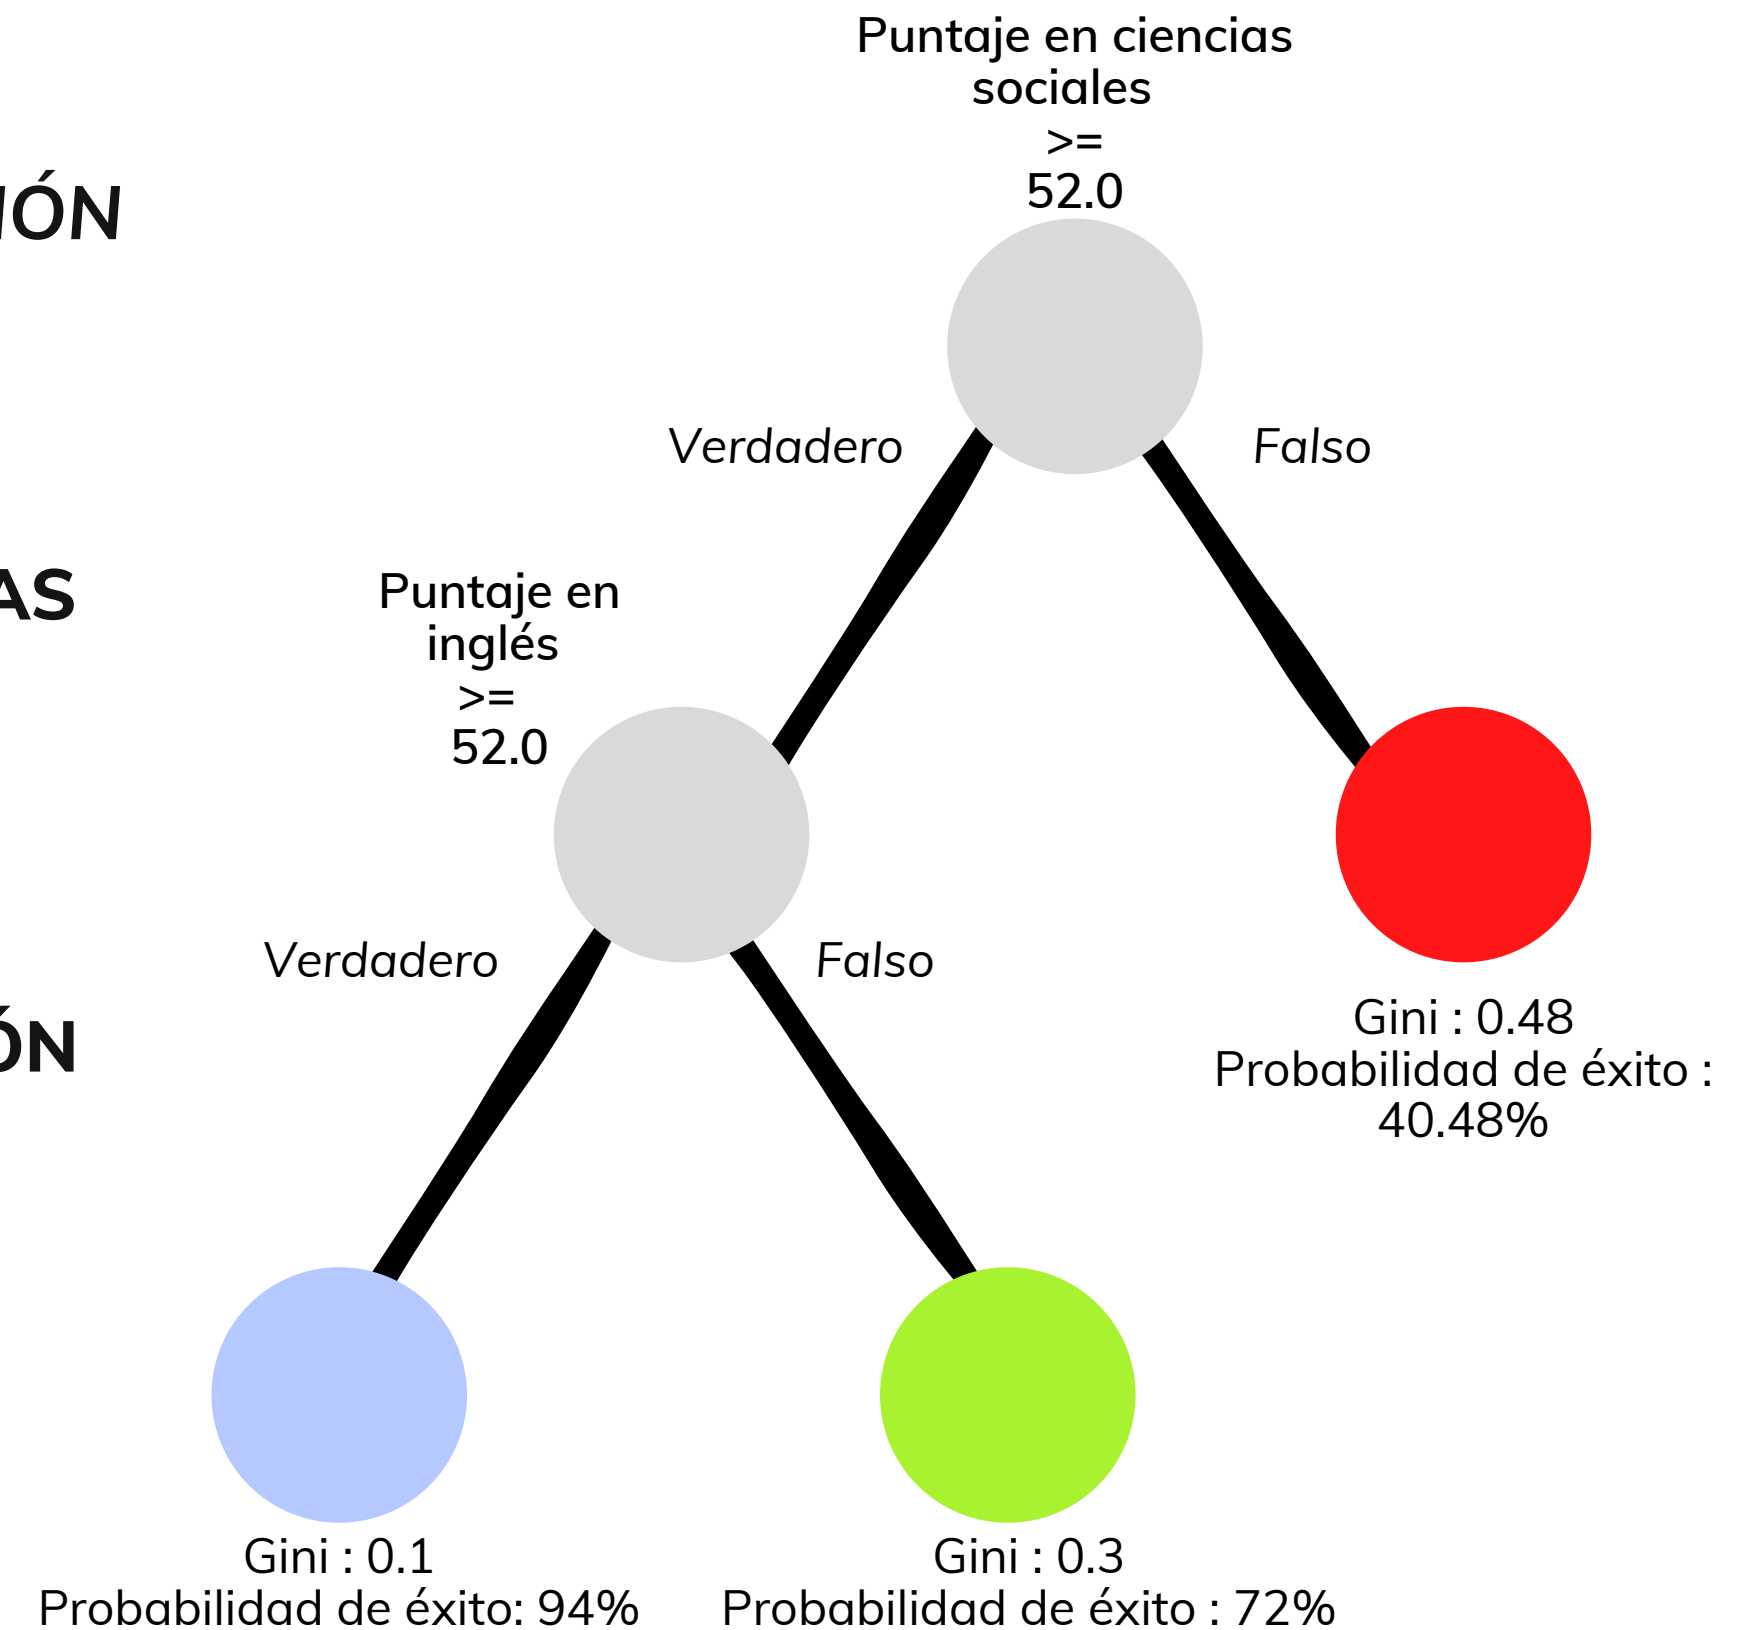 Puntaje en ciencias
sociales
>=
52.0
IÓN
Verdadero
Falso
AS
Puntaje en
inglés
>=
52.0
Verdadero
Falso
ÓN
Gini : 0.48
Probabilidad de éxito :
40.48%
Gini : 0.1
Probabilidad de éxito: 94%
Gini : 0.3
Probabilidad de éxito : 72%